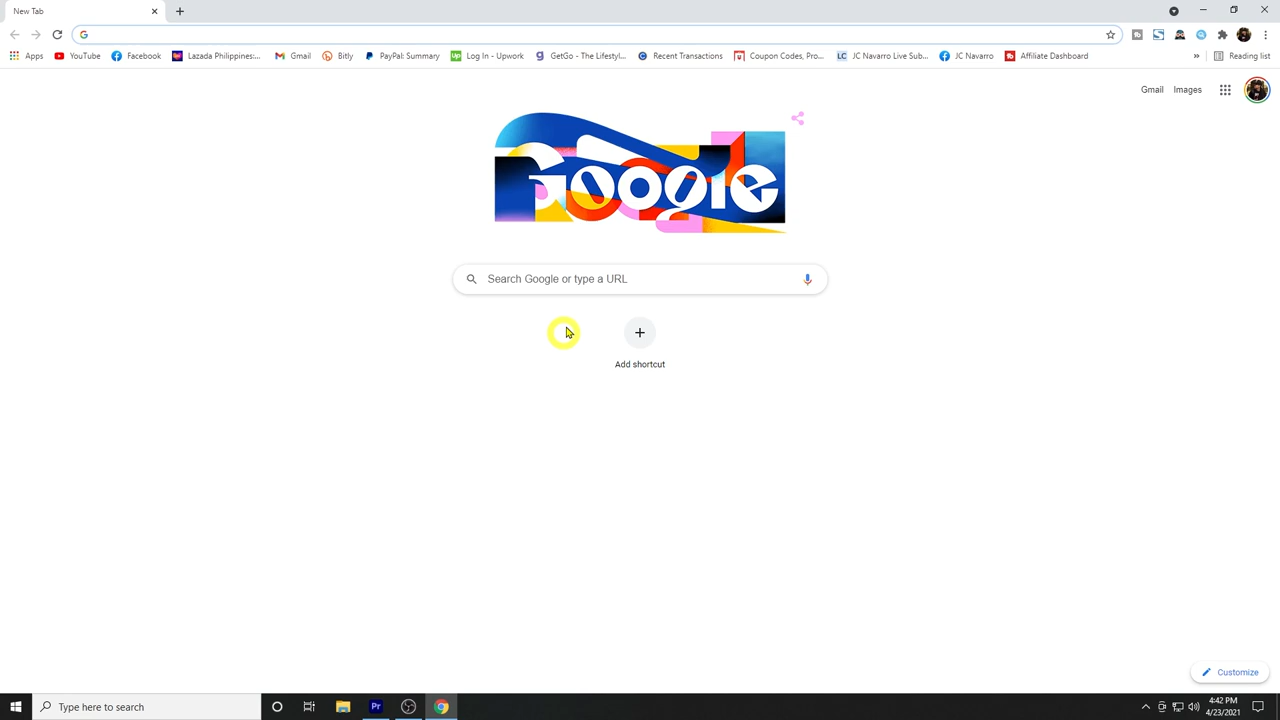 New Tab
Apps YouTube Facebook Lazada Philippines:... Gmail Bitly PayPal: Summary Log In - Upwork GetGo - The Lifestyl... Recent Transactions Coupon Codes, Pro... JC Navarro Live Sub... JC Navarro Affiliate Dashboard » Reading list
Gmail Images
Google
Search Google or type a URL
Add shortcut
Customize
Type here to search
4:42 PM
4/23/2021